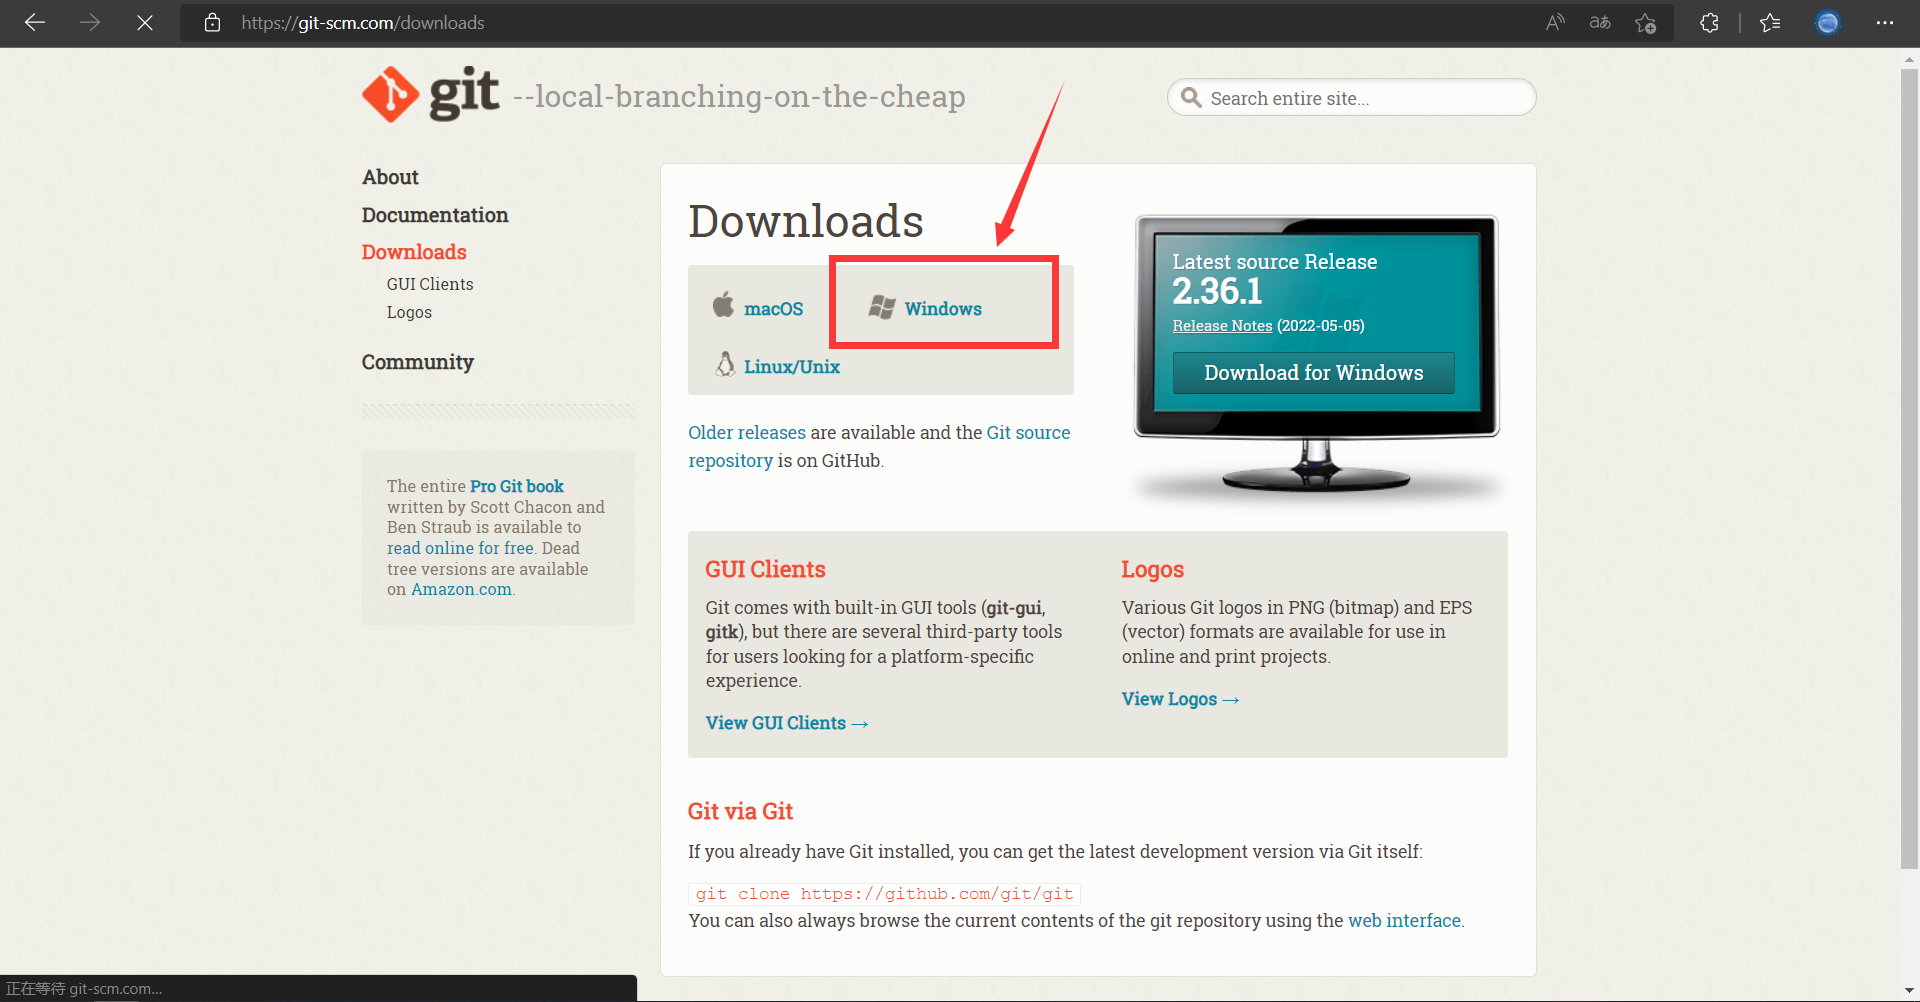 https://git-scm.com/downloads
git --local-branching-on-the-cheap
Search entire site...
About
Documentation
Downloads
GUI Clients
Logos
Community
The entire Pro Git book
written by Scott Chacon and
Ben Straub is available to
read online for free. Dead
tree versions are available
on Amazon.com.
Downloads
macOS
Windows
Linux/Unix
Older releases are available and the Git source
repository is on GitHub.
Latest source Release
2.36.1
Release Notes (2022-05-05)
Download for Windows
GUI Clients
Git comes with built-in GUI tools (git-gui,
gitk), but there are several third-party tools
for users looking for a platform-specific
experience.
View GUI Clients →
Logos
Various Git logos in PNG (bitmap) and EPS
(vector) formats are available for use in
online and print projects.
View Logos →
Git via Git
If you already have Git installed, you can get the latest development version via Git itself:
git clone https://github.com/git/git
You can also always browse the current contents of the git repository using the web interface.
正在等待 git-scm.com...